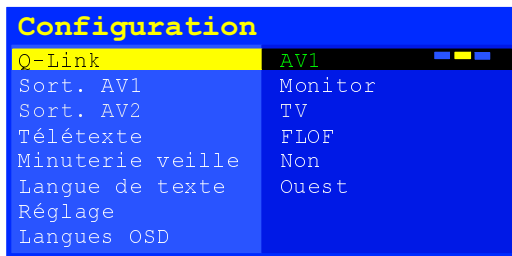 Configuration
Q-Link AV1
Sort. AV1 Monitor
Sort. AV2 TV
Télétexte FLOF
Minuterie veille Non
Langue de texte Ouest
Réglage
Langues OSD